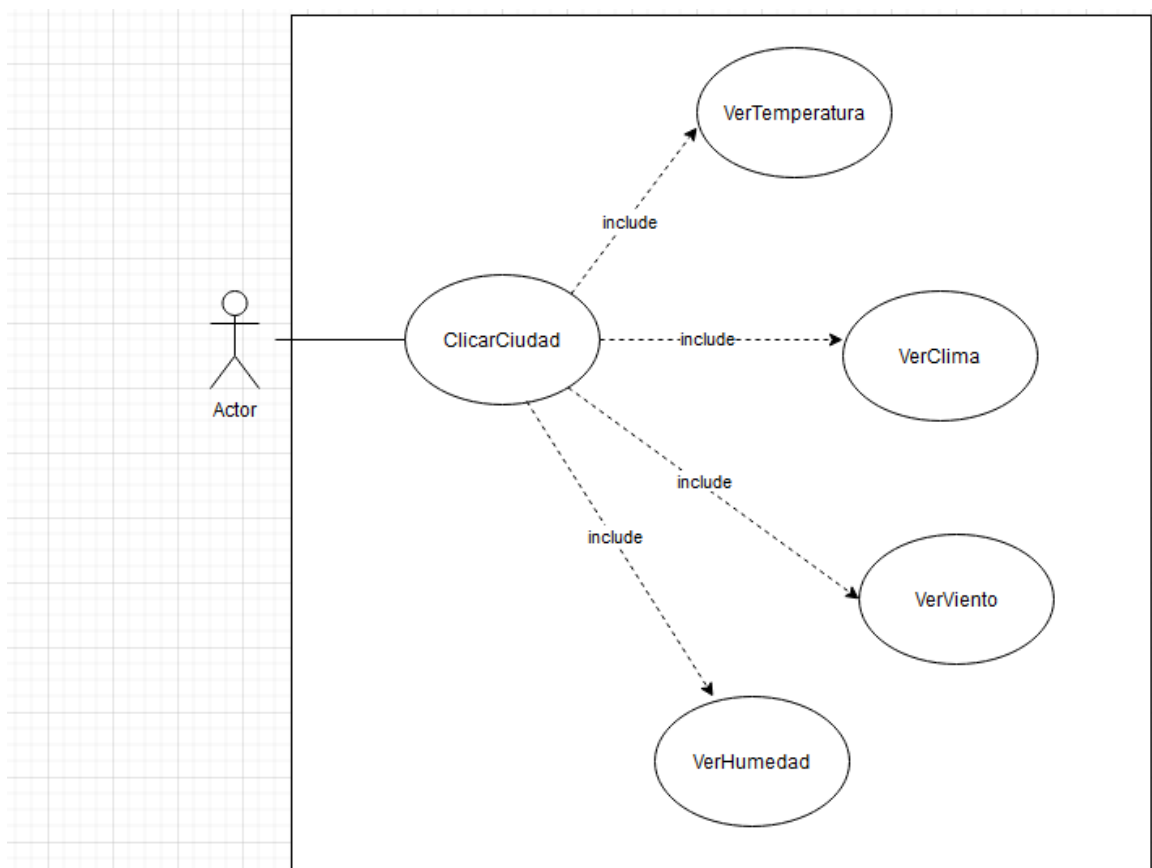 VerTemperatura
include
ClicarCiudad
include
VerClima
Actor
include
include
VerViento
VerHumedad